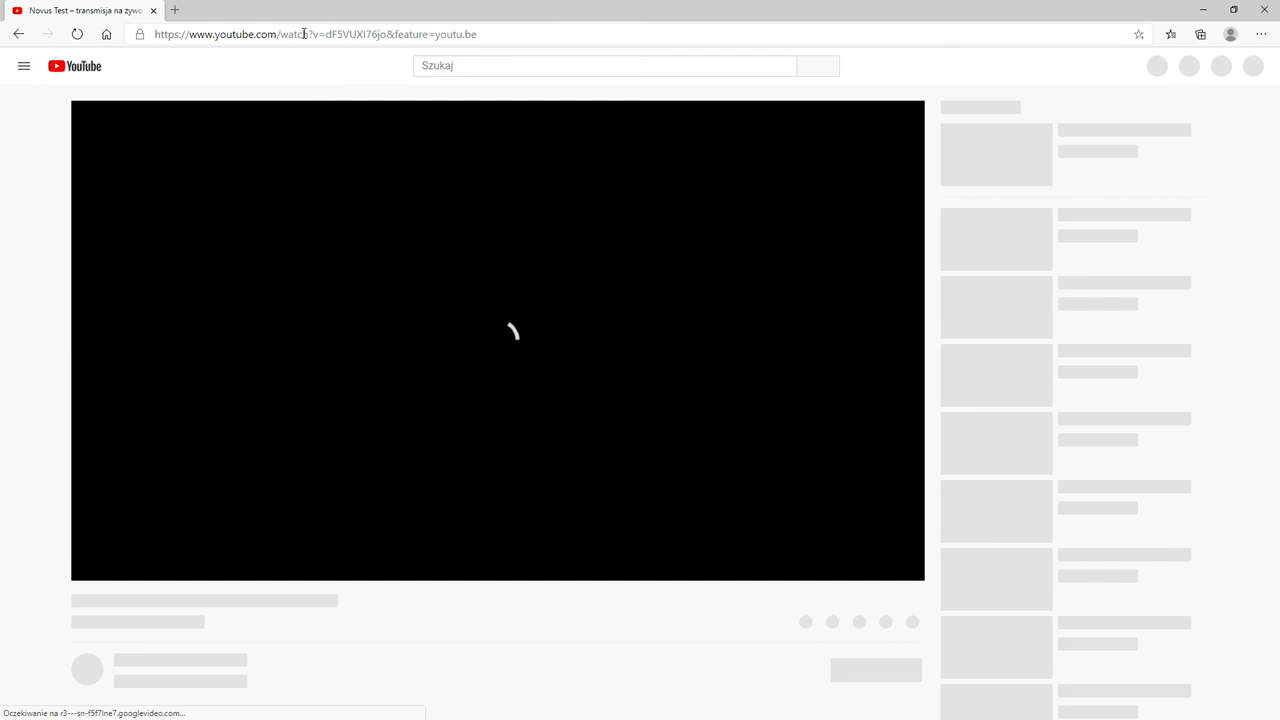 Novus Test – transmisja na żywo
https://www.youtube.com/watch?v=dF5VUXI76jo&feature=youtu.be
YouTube
Szukaj
Oczekiwanie na r3---sn-f5f7lne7.googlevideo.com...